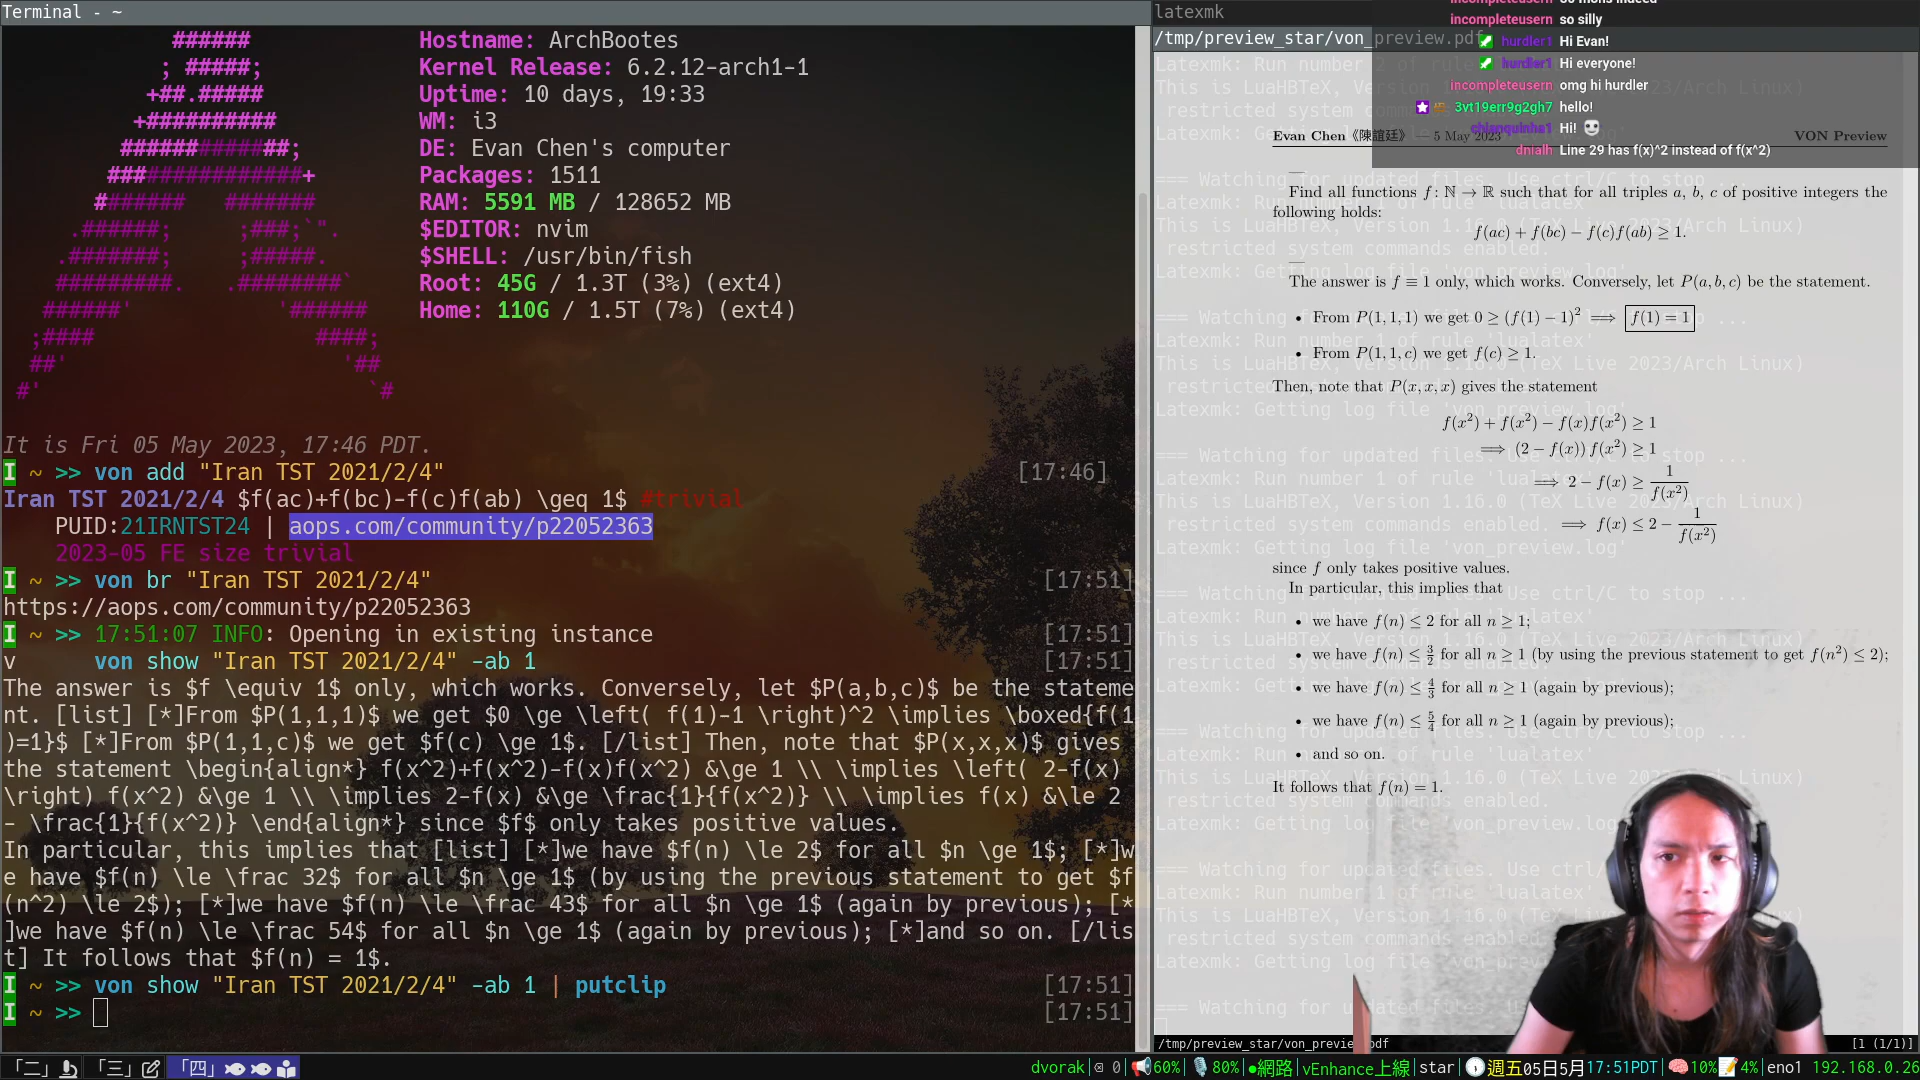 Terminal - ~
Hostname: ArchBootes
Kernel Release: 6.2.12-arch1-1
Uptime: 10 days, 19:33
WM: i3
DE: Evan Chen's computer
Packages: 1511
RAM: 5591 MB / 128652 MB
$EDITOR: nvim
$SHELL: /usr/bin/fish
Root: 45G / 1.3T (3%) (ext4)
Home: 110G / 1.5T (7%) (ext4)
It is Fri 05 May 2023, 17:46 PDT.
I ~ >> von add "Iran TST 2021/2/4" [17:46]
Iran TST 2021/2/4 $f(ac)+f(bc)-f(c)f(ab) \geq 1$ #trivial
PUID:21IRNTST24 | aops.com/community/p22052363
2023-05 FE size trivial
I ~ >> von br "Iran TST 2021/2/4" [17:51]
https://aops.com/community/p22052363
I ~ >> 17:51:07 INFO: Opening in existing instance [17:51]
v von show "Iran TST 2021/2/4" -ab 1 [17:51]
The answer is $f \equiv 1$ only, which works. Conversely, let $P(a,b,c)$ be the stateme
nt. [list] [*]From $P(1,1,1)$ we get $0 \ge \left( f(1)-1 \right)^2 \implies \boxed{f(1
)=1}$ [*]From $P(1,1,c)$ we get $f(c) \ge 1$. [/list] Then, note that $P(x,x,x)$ gives
the statement \begin{align*} f(x^2)+f(x^2)-f(x)f(x^2) &\ge 1 \\ \implies \left( 2-f(x)
\right) f(x^2) &\ge 1 \\ \implies 2-f(x) &\ge \frac{1}{f(x^2)} \\ \implies f(x) &\le 2
- \frac{1}{f(x^2)} \end{align*} since $f$ only takes positive values.
In particular, this implies that [list] [*]we have $f(n) \le 2$ for all $n \ge 1$; [*]w
e have $f(n) \le \frac 32$ for all $n \ge 1$ (by using the previous statement to get $f
(n^2) \le 2$); [*]we have $f(n) \le \frac 43$ for all $n \ge 1$ (again by previous); [*
]we have $f(n) \le \frac 54$ for all $n \ge 1$ (again by previous); [*]and so on. [/lis
t] It follows that $f(n) = 1$.
I ~ >> von show "Iran TST 2021/2/4" -ab 1 | putclip [17:51]
I ~ >> [17:51]
latexmk
/tmp/preview_star/von_preview.pdf
incompleteusern so silly
hurdler1 Hi Evan!
hurdler1 Hi everyone!
incompleteusern omg hi hurdler
3vt19err9g2gh7 hello!
chianquinha1 Hi!
dnialh Line 29 has f(x)^2 instead of f(x^2)
Evan Chen《陳誼廷》 — 5 May 2023 VON Preview
Find all functions f: ℕ → ℝ such that for all triples a, b, c of positive integers the
following holds:
f(ac) + f(bc) − f(c)f(ab) ≥ 1.
The answer is f ≡ 1 only, which works. Conversely, let P(a, b, c) be the statement.
• From P(1, 1, 1) we get 0 ≥ (f(1) − 1)² ⟹ f(1) = 1
• From P(1, 1, c) we get f(c) ≥ 1.
Then, note that P(x, x, x) gives the statement
f(x²) + f(x²) − f(x)f(x²) ≥ 1
⟹ (2 − f(x)) f(x²) ≥ 1
⟹ 2 − f(x) ≥ 1/f(x²)
⟹ f(x) ≤ 2 − 1/f(x²)
since f only takes positive values.
In particular, this implies that
• we have f(n) ≤ 2 for all n ≥ 1;
• we have f(n) ≤ 3/2 for all n ≥ 1 (by using the previous statement to get f(n²) ≤ 2);
• we have f(n) ≤ 4/3 for all n ≥ 1 (again by previous);
• we have f(n) ≤ 5/4 for all n ≥ 1 (again by previous);
• and so on.
It follows that f(n) = 1.
[1 (1/1)]
「二」 「三」 「四」 dvorak 0 60% 80% 網路 vEnhance上線 star 週五05日5月17:51PDT 10% 4% eno1 192.168.0.26